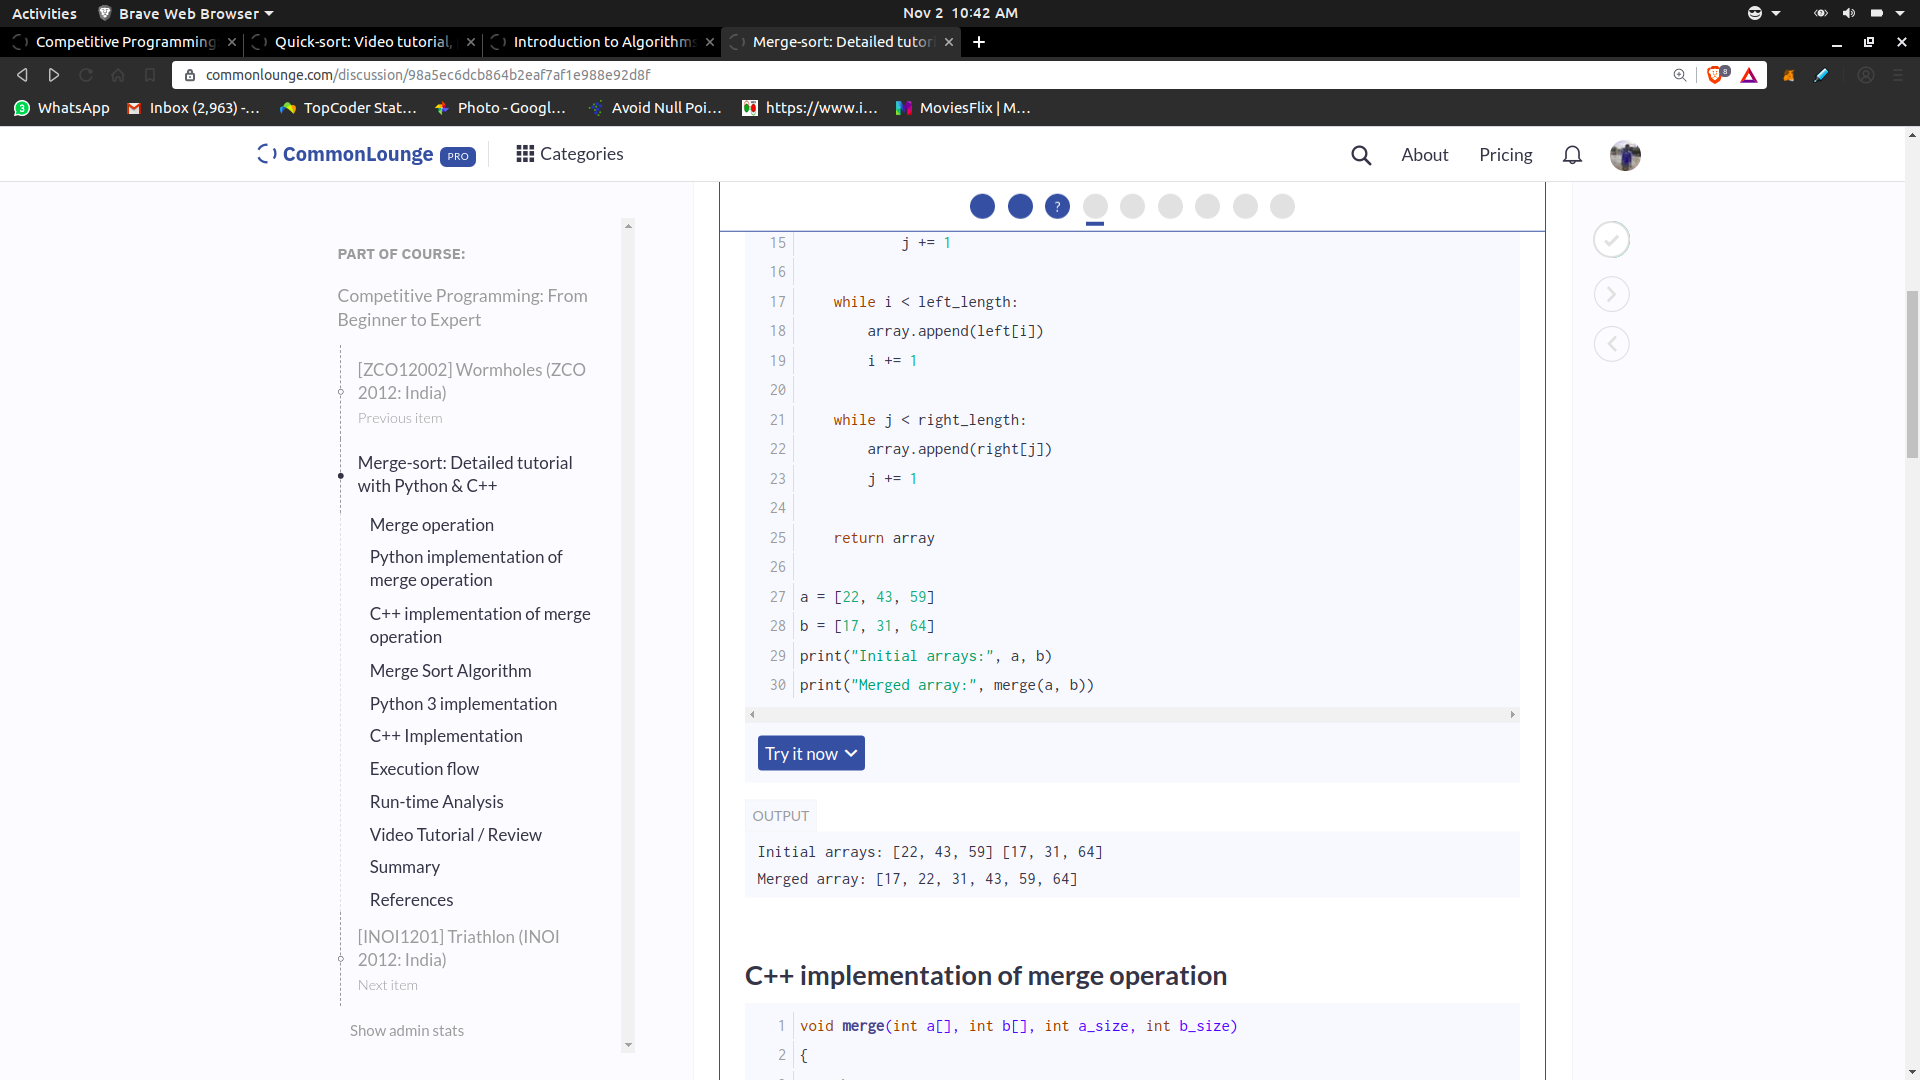 Activities
Brave Web Browser
Nov 2 10:42 AM
Competitive Programming
Quick-sort: Video tutorial,
Introduction to Algorithms
Merge-sort: Detailed tutori
commonlounge.com/discussion/98a5ec6dcb864b2eaf7af1e988e92d8f
8
3 WhatsApp
Inbox (2,963) -...
TopCoder Stat...
Photo - Googl...
Avoid Null Poi...
https://www.i...
MoviesFlix | M...
CommonLounge PRO
Categories
About
Pricing
PART OF COURSE:
Competitive Programming: From
Beginner to Expert
[ZCO12002] Wormholes (ZCO
2012: India)
Previous item
Merge-sort: Detailed tutorial
with Python & C++
Merge operation
Python implementation of
merge operation
C++ implementation of merge
operation
Merge Sort Algorithm
Python 3 implementation
C++ Implementation
Execution flow
Run-time Analysis
Video Tutorial / Review
Summary
References
[INOI1201] Triathlon (INOI
2012: India)
Next item
Show admin stats
?
15 j += 1
16
17 while i < left_length:
18 array.append(left[i])
19 i += 1
20
21 while j < right_length:
22 array.append(right[j])
23 j += 1
24
25 return array
26
27 a = [22, 43, 59]
28 b = [17, 31, 64]
29 print("Initial arrays:", a, b)
30 print("Merged array:", merge(a, b))
Try it now
OUTPUT
Initial arrays: [22, 43, 59] [17, 31, 64]
Merged array: [17, 22, 31, 43, 59, 64]
C++ implementation of merge operation
1 void merge(int a[], int b[], int a_size, int b_size)
2 {